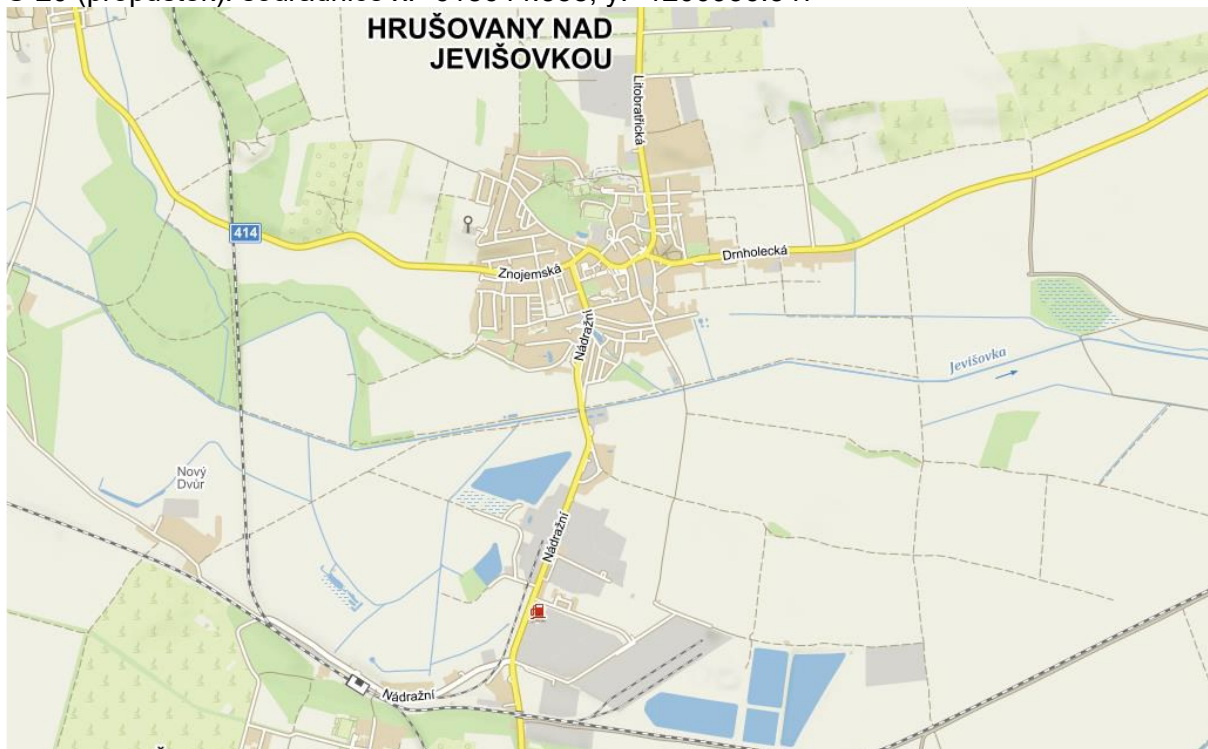 HRUŠOVANY NAD
JEVIŠOVKOU
Litobratřická
414
Znojemská
Drnholecká
Nádražní
Jevišovka
Nový
Dvůr
Nádražní
Nádražní